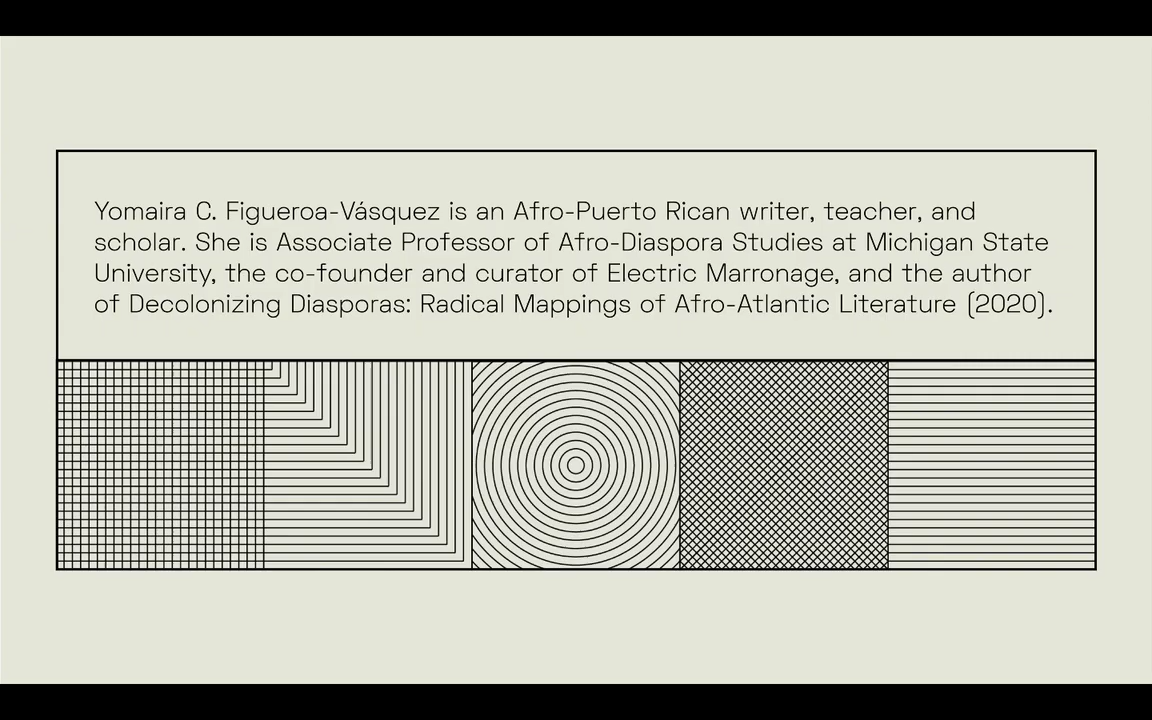 Yomaira C. Figueroa-Vásquez is an Afro-Puerto Rican writer, teacher, and
scholar. She is Associate Professor of Afro-Diaspora Studies at Michigan State
University, the co-founder and curator of Electric Marronage, and the author
of Decolonizing Diasporas: Radical Mappings of Afro-Atlantic Literature (2020).